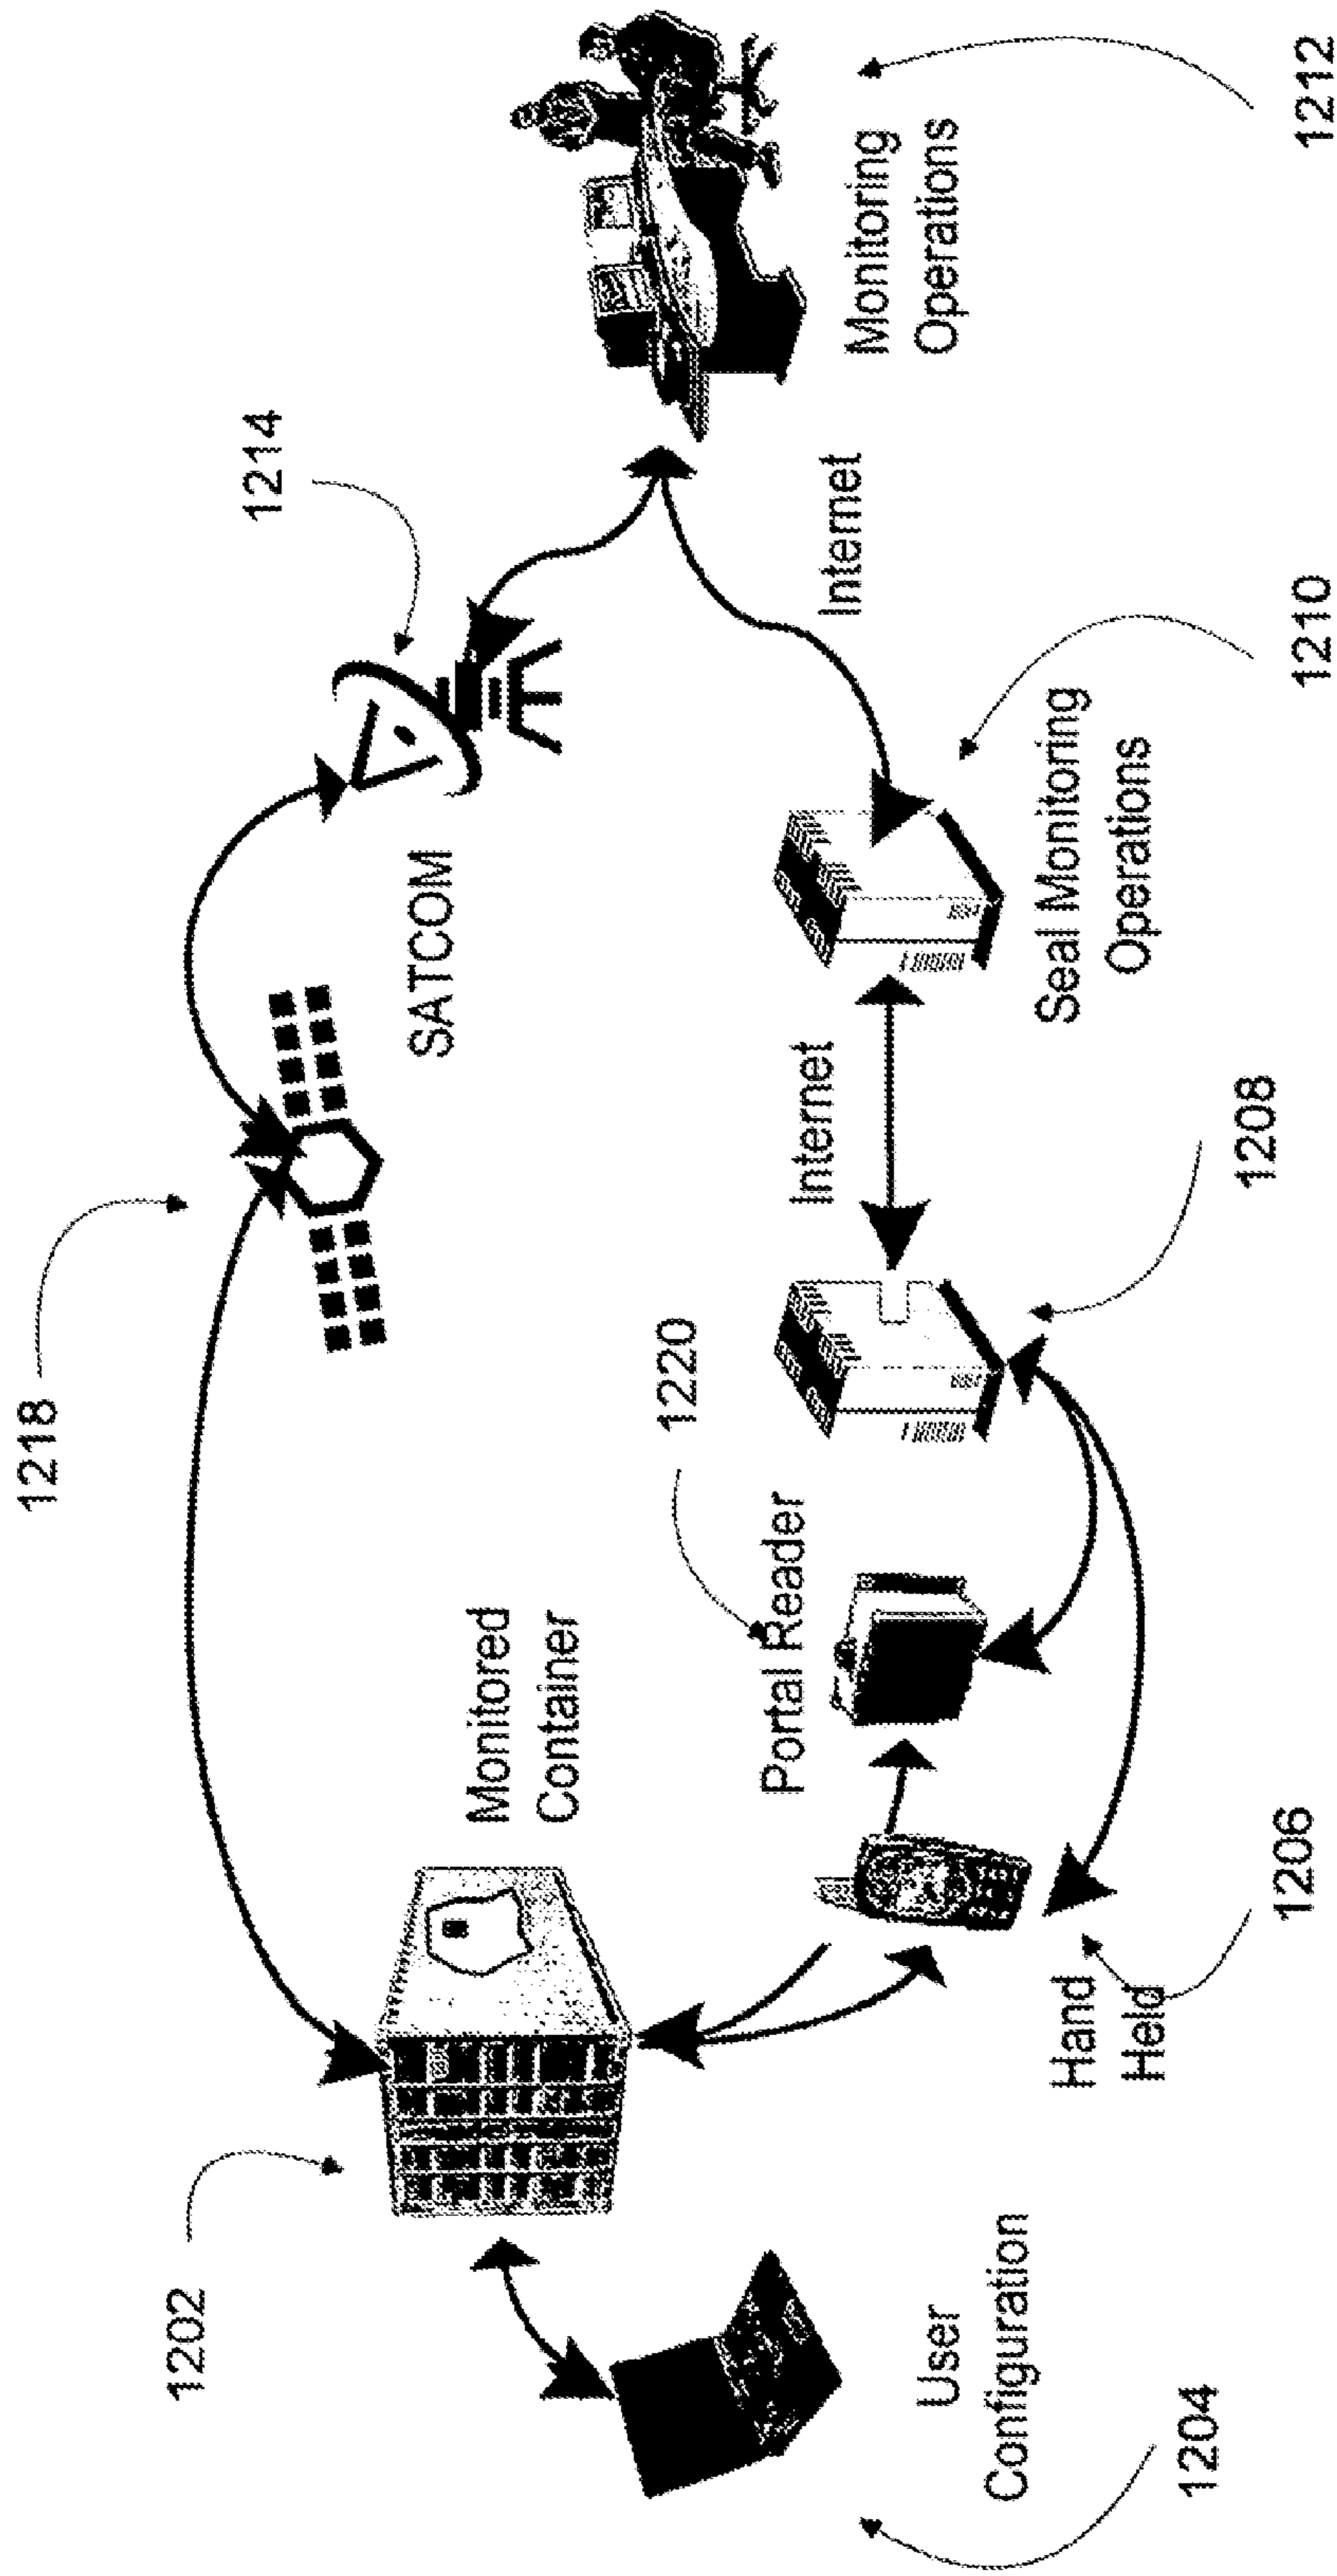 1218
1214
1202
Monitored
Container
SATCOM
1220
Portal Reader
Internet
Internet
Monitoring
Operations
User
Configuration
Hand
Held
Seal Monitoring
Operations
1204
1206
1208
1210
1212